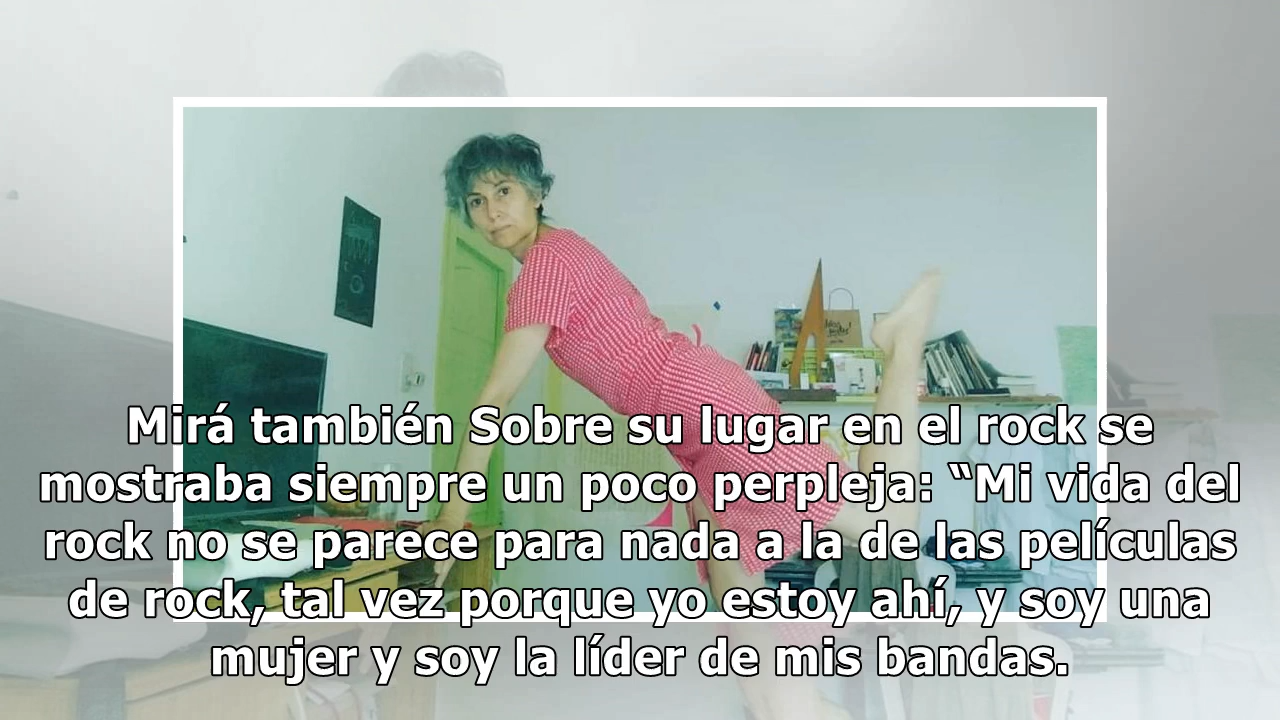 Mirá también Sobre su lugar en el rock se
mostraba siempre un poco perpleja: “Mi vida del
rock no se parece para nada a la de las películas
de rock, tal vez porque yo estoy ahí, y soy una
mujer y soy la líder de mis bandas.